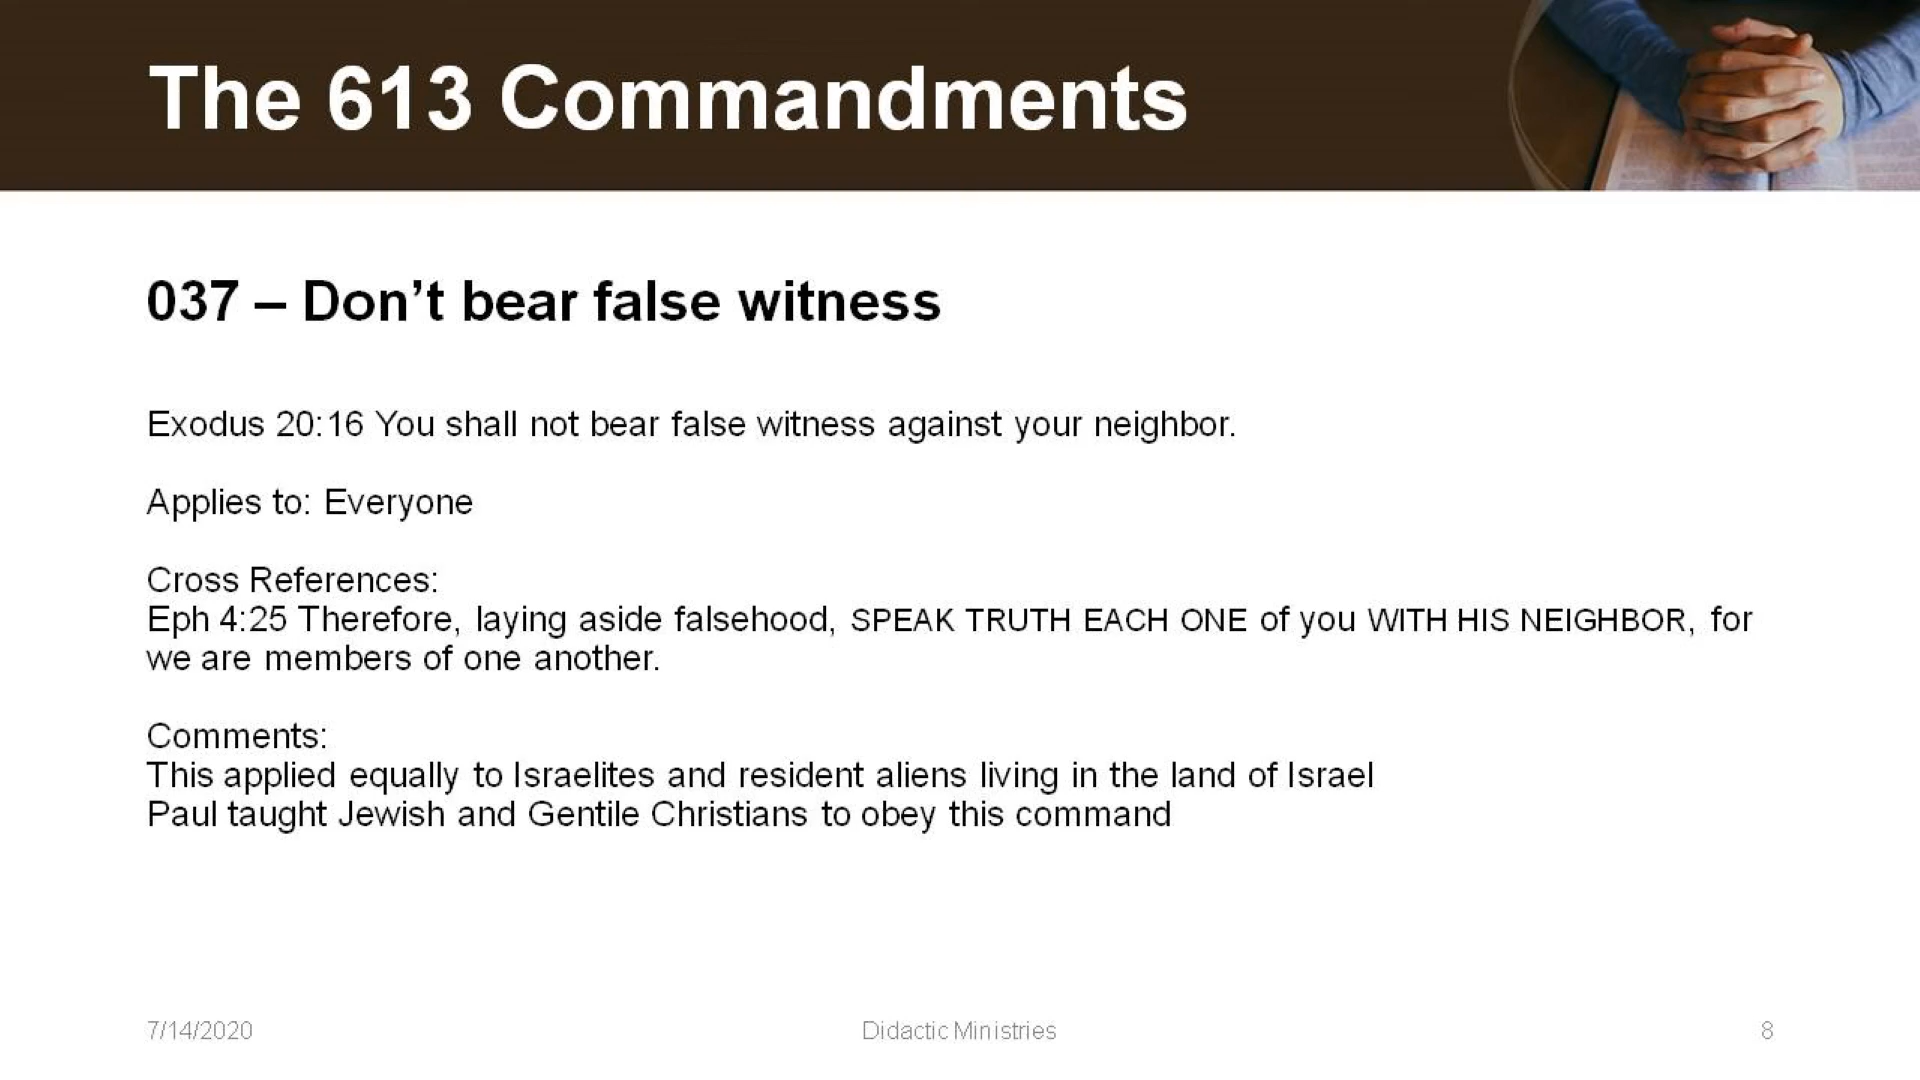 The 613 Commandments
037 – Don’t bear false witness
Exodus 20:16 You shall not bear false witness against your neighbor.
Applies to: Everyone
Cross References:
Eph 4:25 Therefore, laying aside falsehood, SPEAK TRUTH EACH ONE of you WITH HIS NEIGHBOR, for
we are members of one another.
Comments:
This applied equally to Israelites and resident aliens living in the land of Israel
Paul taught Jewish and Gentile Christians to obey this command
7/14/2020
Didactic Ministries
8